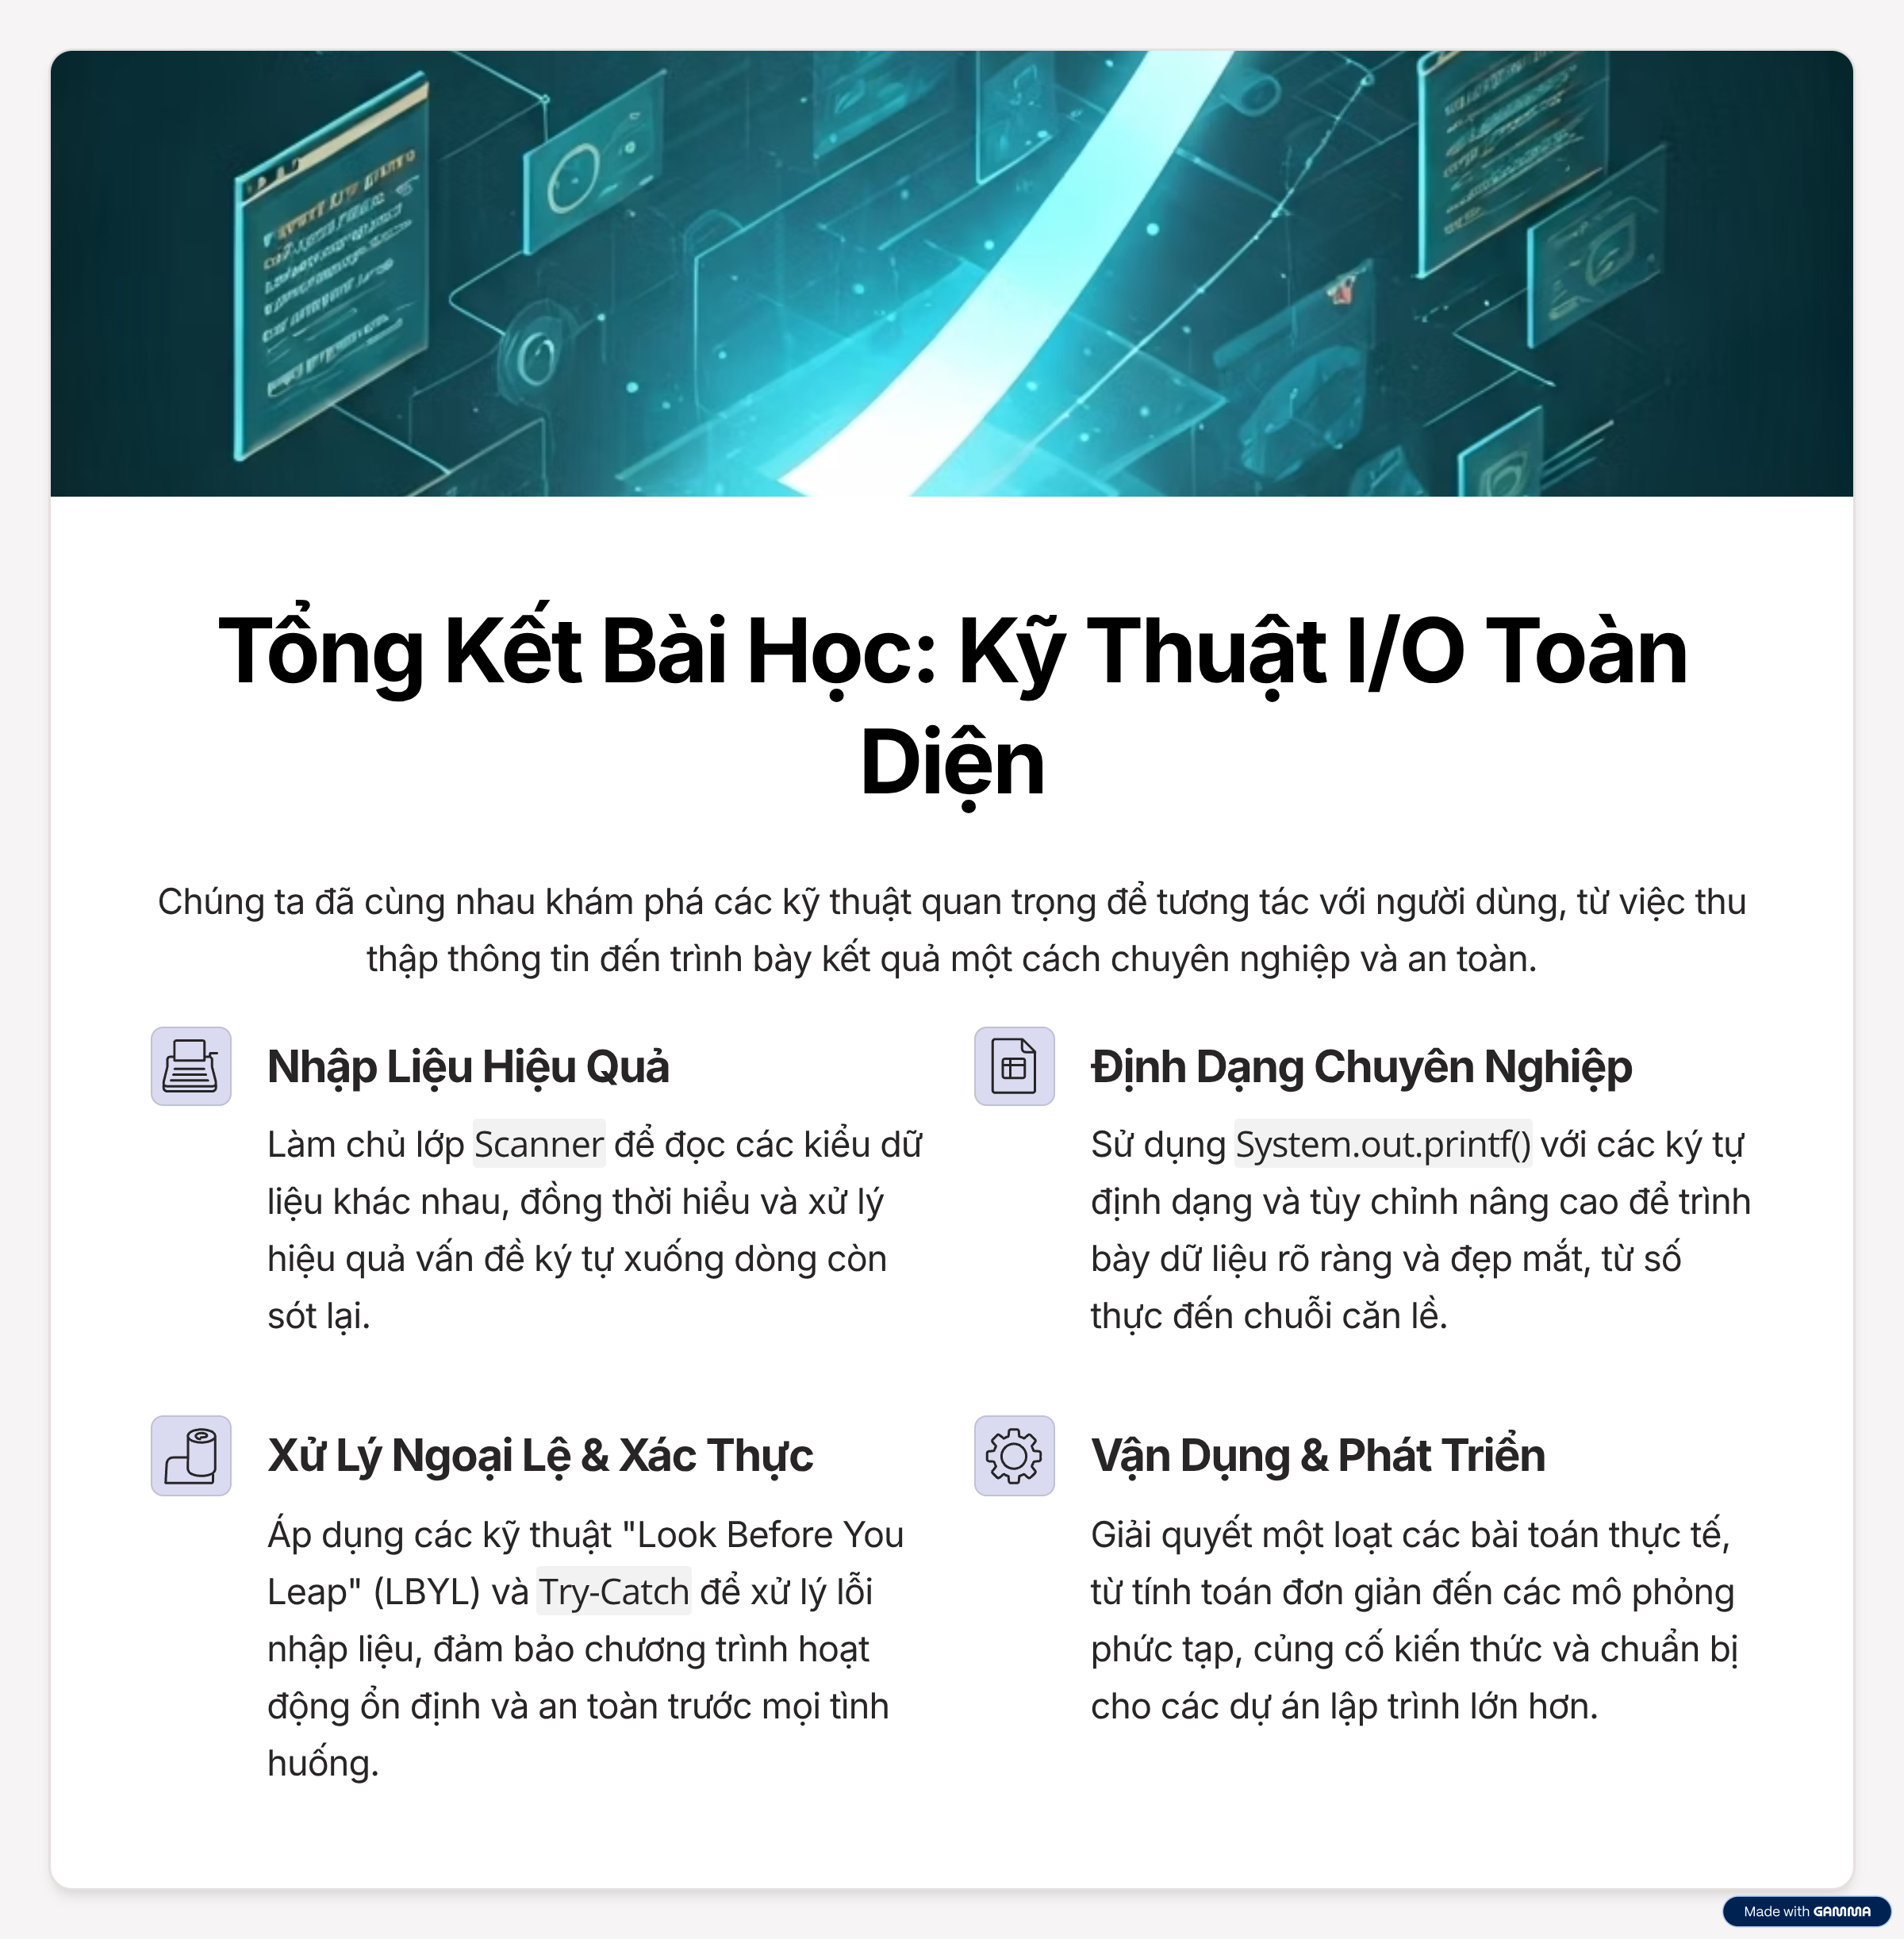 Tổng Kết Bài Học: Kỹ Thuật I/O Toàn
Diện
Chúng ta đã cùng nhau khám phá các kỹ thuật quan trọng để tương tác với người dùng, từ việc thu
thập thông tin đến trình bày kết quả một cách chuyên nghiệp và an toàn.
Nhập Liệu Hiệu Quả
Làm chủ lớp Scanner để đọc các kiểu dữ
liệu khác nhau, đồng thời hiểu và xử lý
hiệu quả vấn đề ký tự xuống dòng còn
sót lại.
Định Dạng Chuyên Nghiệp
Sử dụng System.out.printf() với các ký tự
định dạng và tùy chỉnh nâng cao để trình
bày dữ liệu rõ ràng và đẹp mắt, từ số
thực đến chuỗi căn lề.
Xử Lý Ngoại Lệ & Xác Thực
Áp dụng các kỹ thuật "Look Before You
Leap" (LBYL) và Try-Catch để xử lý lỗi
nhập liệu, đảm bảo chương trình hoạt
động ổn định và an toàn trước mọi tình
huống.
Vận Dụng & Phát Triển
Giải quyết một loạt các bài toán thực tế,
từ tính toán đơn giản đến các mô phỏng
phức tạp, củng cố kiến thức và chuẩn bị
cho các dự án lập trình lớn hơn.
Made with GAMMA